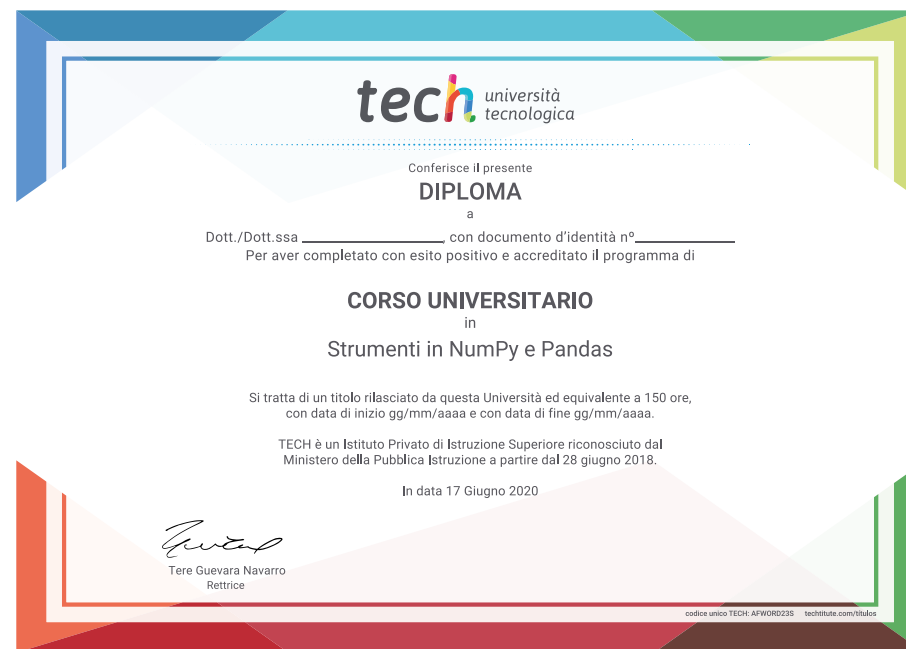 tech università
tecnologica
Conferisce il presente
DIPLOMA
a
Dott./Dott.ssa ____________, con documento d'identità nº____________
Per aver completato con esito positivo e accreditato il programma di
CORSO UNIVERSITARIO
in
Strumenti in NumPy e Pandas
Si tratta di un titolo rilasciato da questa Università ed equivalente a 150 ore,
con data di inizio gg/mm/aaaa e con data di fine gg/mm/aaaa.
TECH è un Istituto Privato di Istruzione Superiore riconosciuto dal
Ministero della Pubblica Istruzione a partire dal 28 giugno 2018.
In data 17 Giugno 2020
Tere Guevara Navarro
Rettrice
codice unico TECH: AFWORD23S techtitute.com/títulos